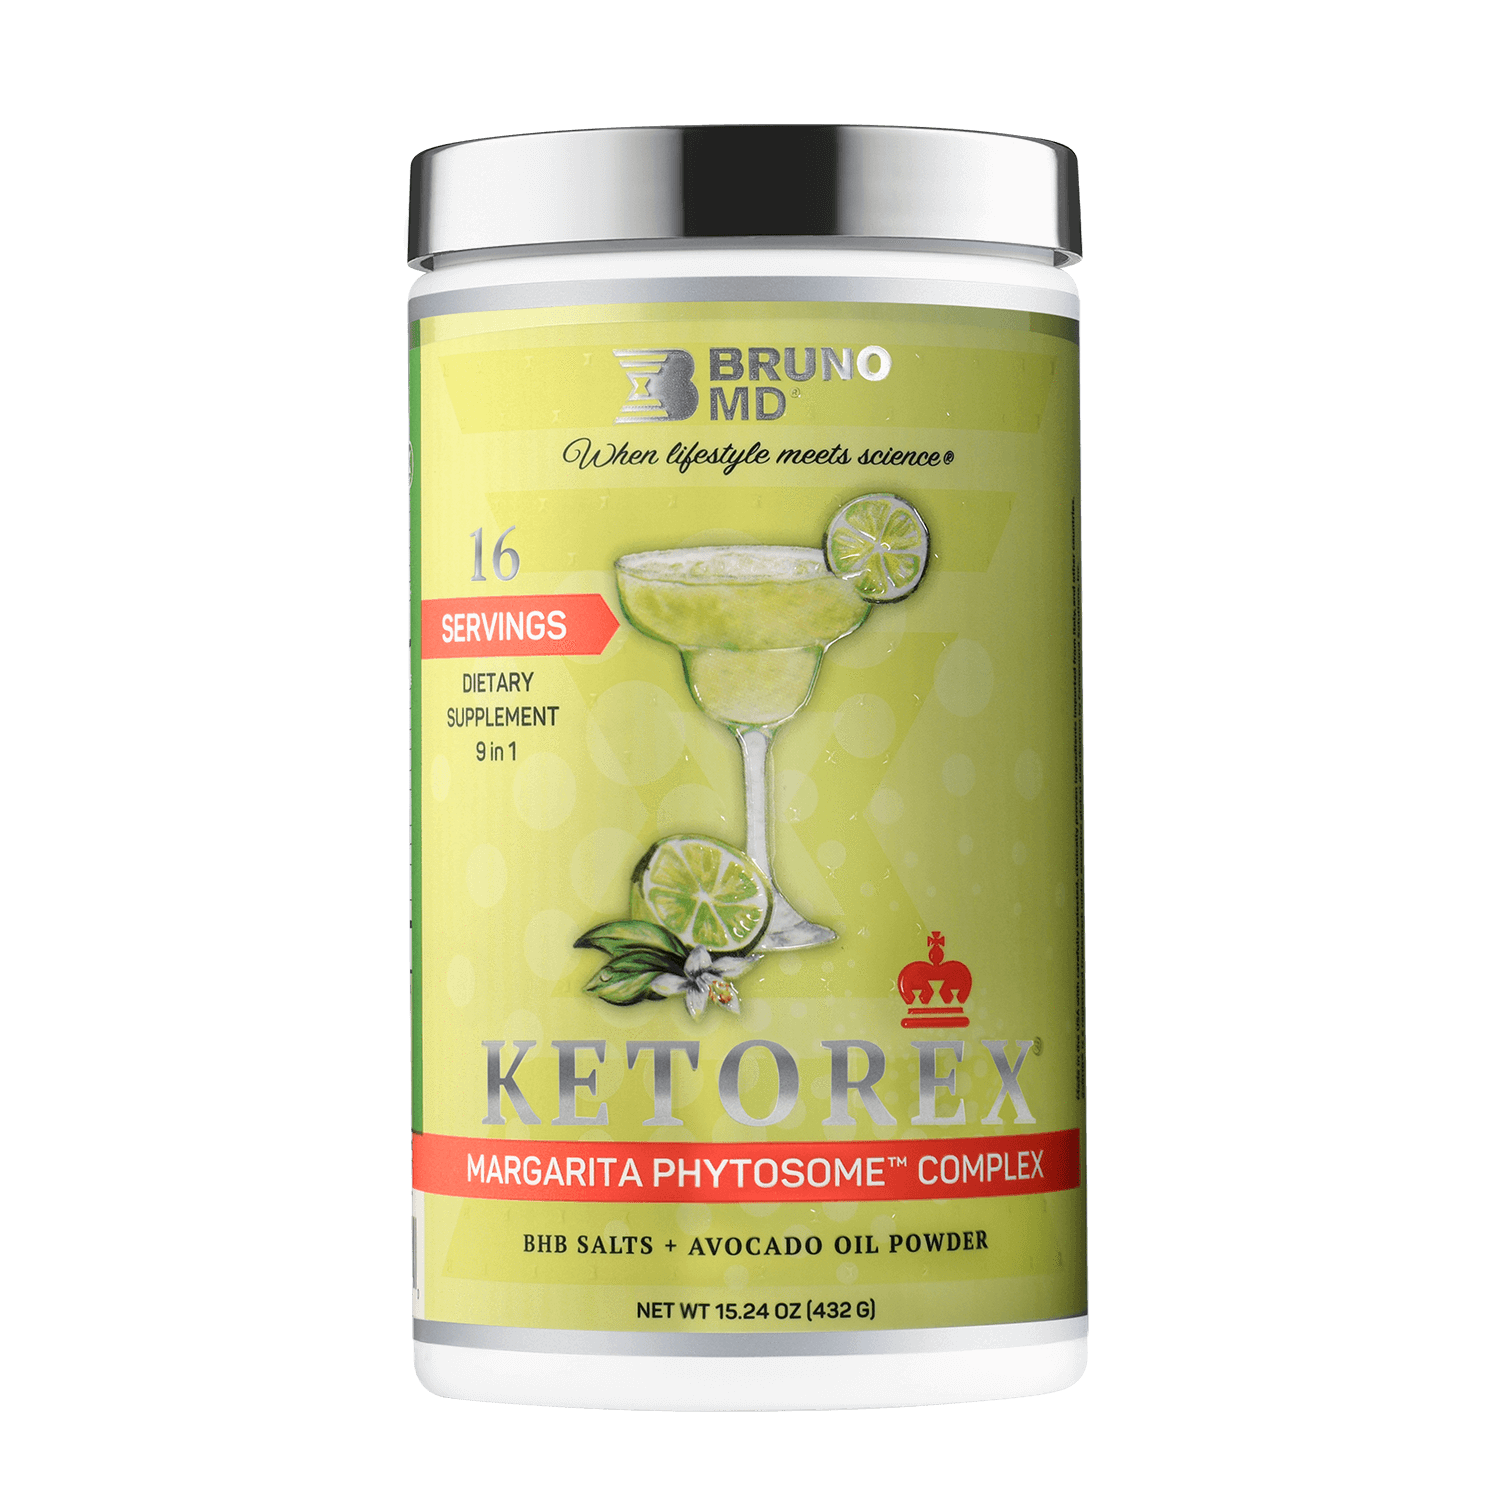 BRUNO
MD®
When lifestyle meets science®
16
SERVINGS
DIETARY
SUPPLEMENT
9 in 1
KETOREX®
MARGARITA PHYTOSOME™ COMPLEX
BHB SALTS + AVOCADO OIL POWDER
NET WT 15.24 OZ (432 G)